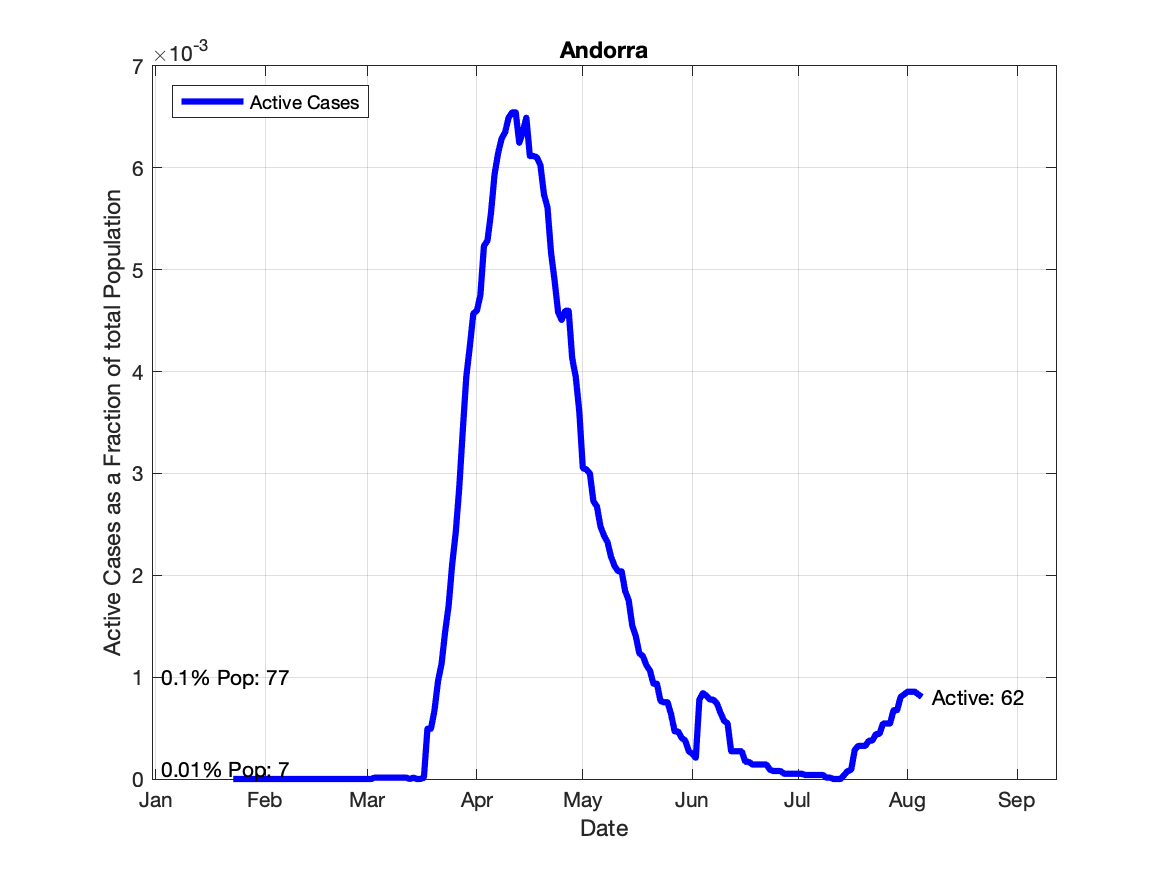 ×10-3
Andorra
7
Active Cases
6
5
4
3
2
1
0
Active Cases as a Fraction of total Population
0.1% Pop: 77
0.01% Pop: 7
Active: 62
Jan Feb Mar Apr May Jun Jul Aug Sep
Date